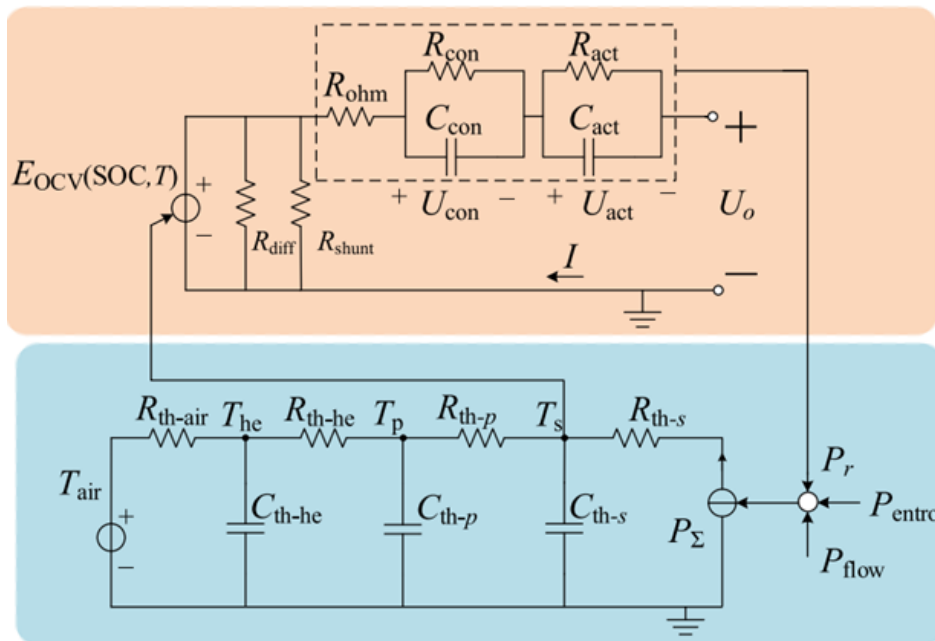 R_con R_act
R_ohm
C_con C_act +
E_OCV(SOC,T) +
+ U_con − + U_act − U_o
− R_diff R_shunt
I −
R_th-air T_he R_th-he T_p R_th-p T_s R_th-s
P_r
T_air + C_th-he C_th-p C_th-s P_entro
− P_Σ
P_flow